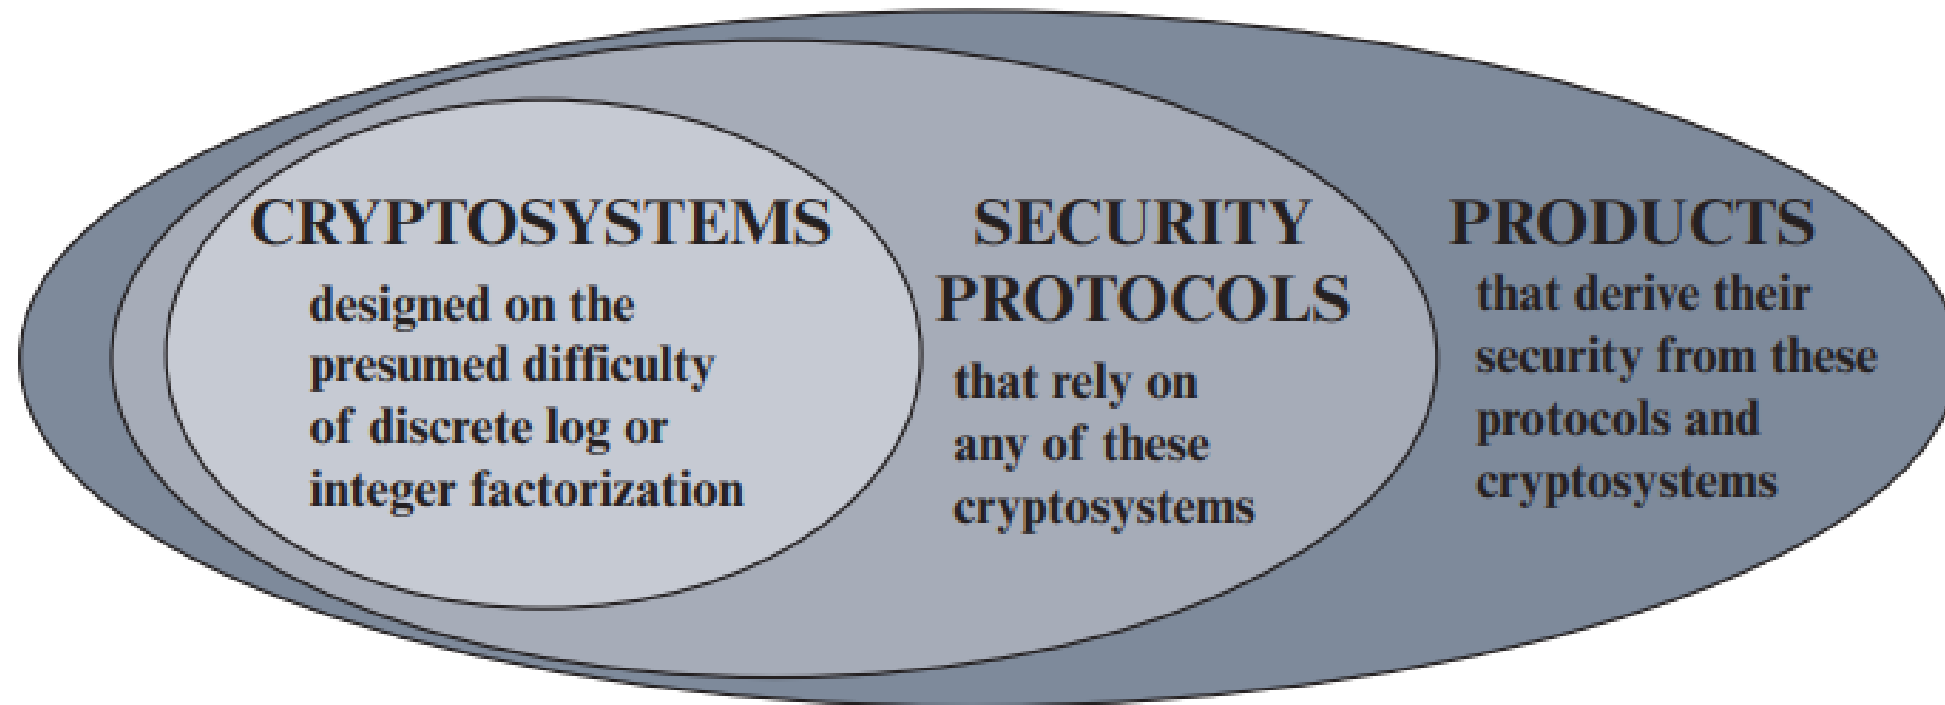 CRYPTOSYSTEMS
designed on the
presumed difficulty
of discrete log or
integer factorization
SECURITY
PROTOCOLS
that rely on
any of these
cryptosystems
PRODUCTS
that derive their
security from these
protocols and
cryptosystems